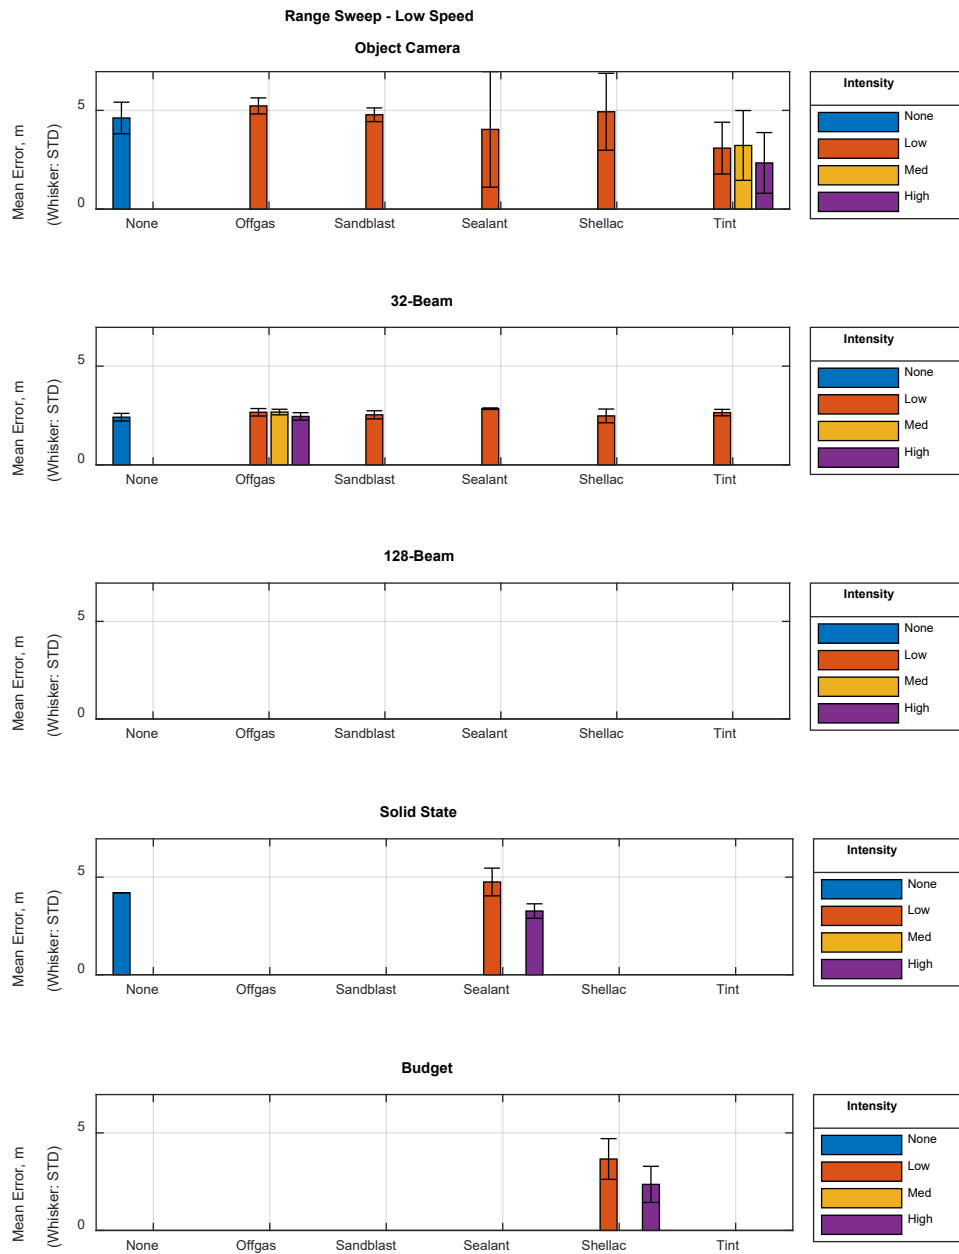 Range Sweep - Low Speed
Object Camera
Mean Error, m
(Whisker: STD)
5
0
None
Offgas
Sandblast
Sealant
Shellac
Tint
Intensity
None
Low
Med
High
32-Beam
Mean Error, m
(Whisker: STD)
5
0
None
Offgas
Sandblast
Sealant
Shellac
Tint
Intensity
None
Low
Med
High
128-Beam
Mean Error, m
(Whisker: STD)
5
0
None
Offgas
Sandblast
Sealant
Shellac
Tint
Intensity
None
Low
Med
High
Solid State
Mean Error, m
(Whisker: STD)
5
0
None
Offgas
Sandblast
Sealant
Shellac
Tint
Intensity
None
Low
Med
High
Budget
Mean Error, m
(Whisker: STD)
5
0
None
Offgas
Sandblast
Sealant
Shellac
Tint
Intensity
None
Low
Med
High